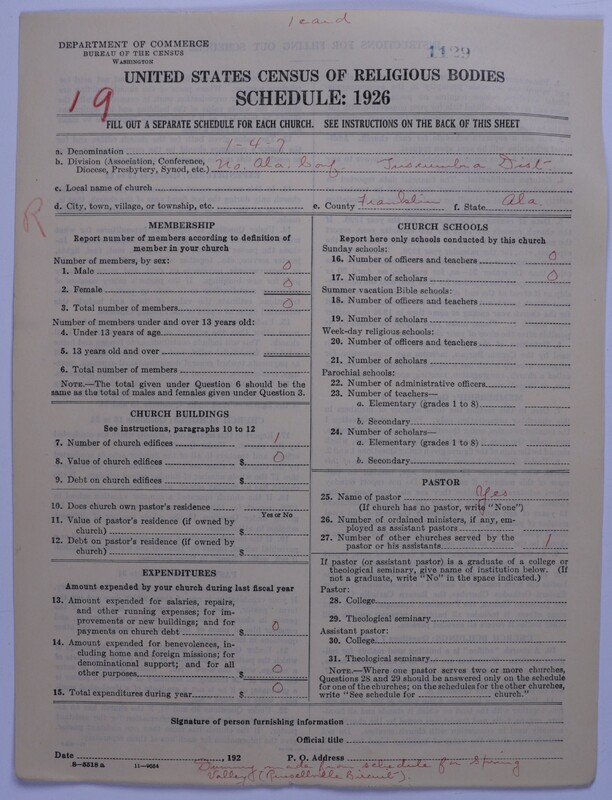 1 card
DEPARTMENT OF COMMERCE
BUREAU OF THE CENSUS
WASHINGTON
1129
UNITED STATES CENSUS OF RELIGIOUS BODIES
SCHEDULE: 1926
19
FILL OUT A SEPARATE SCHEDULE FOR EACH CHURCH. SEE INSTRUCTIONS ON THE BACK OF THIS SHEET
a. Denomination 1-4-7
b. Division (Association, Conference, Diocese, Presbytery, Synod, etc.) No. Ala. Conf. Tuscumbia Dist
c. Local name of church
d. City, town, village, or township, etc. e. County Franklin f. State Ala.
R
MEMBERSHIP
Report number of members according to definition of
member in your church
Number of members, by sex:
1. Male 0
2. Female 0
3. Total number of members 0
Number of members under and over 13 years old:
4. Under 13 years of age
5. 13 years old and over
6. Total number of members
NOTE.—The total given under Question 6 should be the
same as the total of males and females given under Question 3.
CHURCH BUILDINGS
See instructions, paragraphs 10 to 12
7. Number of church edifices 1
8. Value of church edifices $ 0
9. Debt on church edifices $
10. Does church own pastor's residence
Yes or No
11. Value of pastor's residence (if owned by
church) $
12. Debt on pastor's residence (if owned by
church) $
EXPENDITURES
Amount expended by your church during last fiscal year
13. Amount expended for salaries, repairs,
and other running expenses; for im-
provements or new buildings; and for
payments on church debt $ 0
14. Amount expended for benevolences, in-
cluding home and foreign missions; for
denominational support; and for all
other purposes $ 0
15. Total expenditures during year $ 0
CHURCH SCHOOLS
Report here only schools conducted by this church
Sunday schools:
16. Number of officers and teachers 0
17. Number of scholars 0
Summer vacation Bible schools:
18. Number of officers and teachers
19. Number of scholars
Week-day religious schools:
20. Number of officers and teachers
21. Number of scholars
Parochial schools:
22. Number of administrative officers
23. Number of teachers—
a. Elementary (grades 1 to 8)
b. Secondary
24. Number of scholars—
a. Elementary (grades 1 to 8)
b. Secondary
PASTOR
25. Name of pastor Yes
(If church has no pastor, write "None")
26. Number of ordained ministers, if any, em-
ployed as assistant pastors
27. Number of other churches served by the
pastor or his assistants 1
If pastor (or assistant pastor) is a graduate of a college or
theological seminary, give name of institution below. (If
not a graduate, write "No" in the space indicated.)
Pastor:
28. College
29. Theological seminary
Assistant pastor:
30. College
31. Theological seminary
NOTE.—Where one pastor serves two or more churches,
Questions 28 and 29 should be answered only on the schedule
for one of the churches; on the schedules for the other churches,
write "See schedule for church."
Signature of person furnishing information
Official title
Date , 192 P. O. Address
8—5518 a 11—9034
Dummy made from schedule for Spring
Valley (Russellville Circuit).